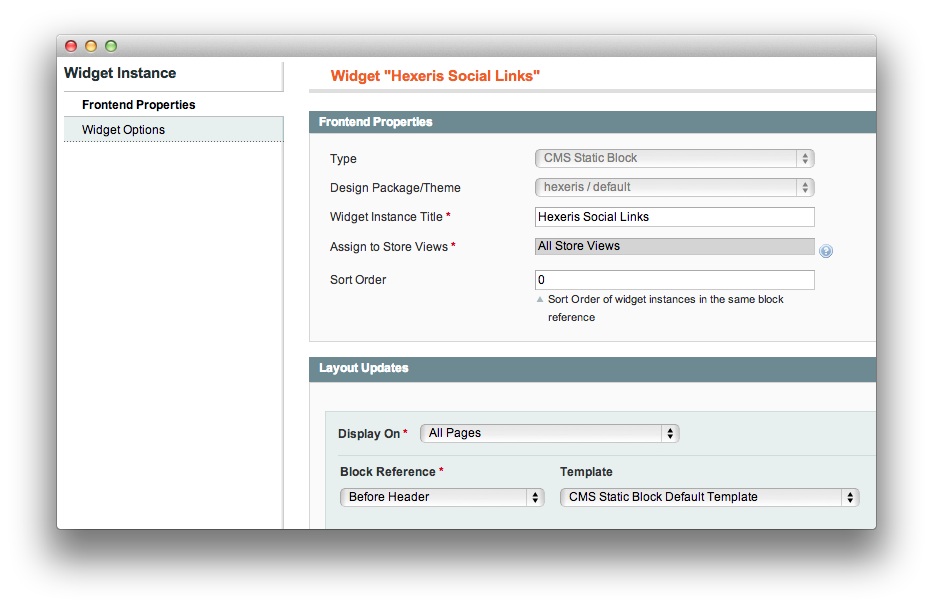 Widget Instance
Frontend Properties
Widget Options
Widget "Hexeris Social Links"
Frontend Properties
Type CMS Static Block
Design Package/Theme hexeris / default
Widget Instance Title * Hexeris Social Links
Assign to Store Views * All Store Views
Sort Order 0
Sort Order of widget instances in the same block
reference
Layout Updates
Display On * All Pages
Block Reference * Template
Before Header CMS Static Block Default Template